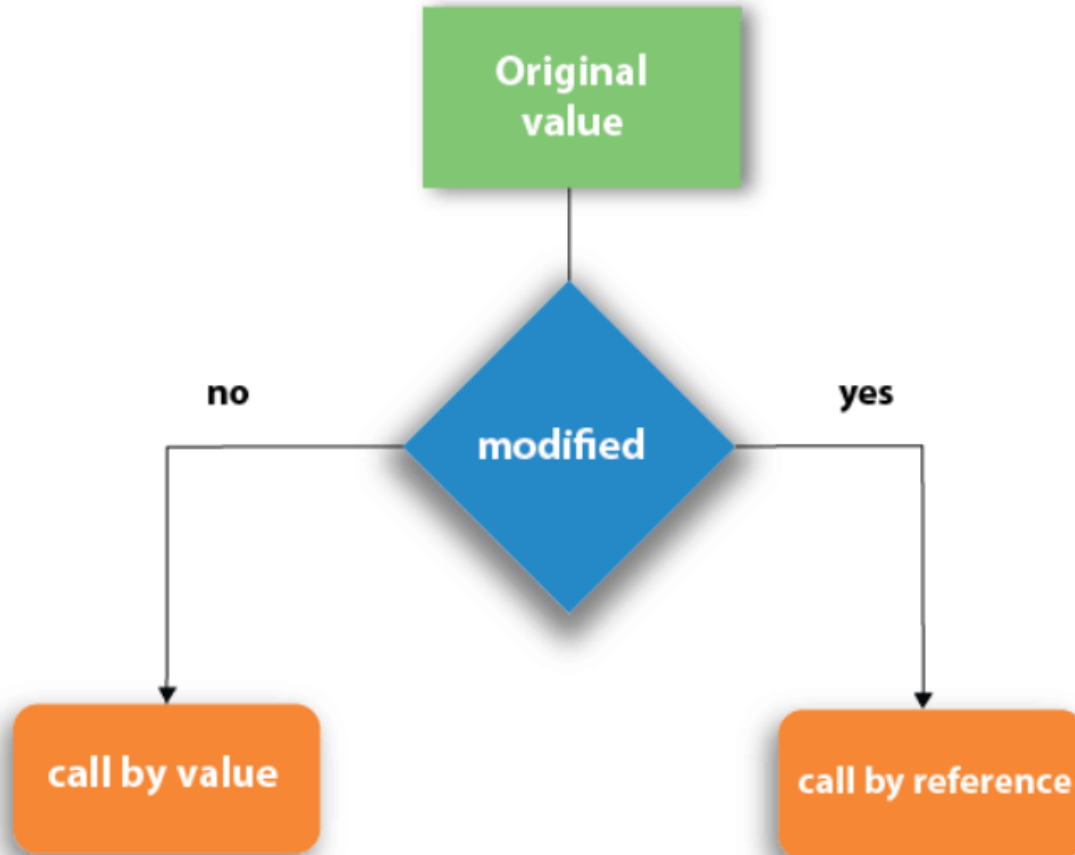 Original
value
no
yes
modified
call by value
call by reference